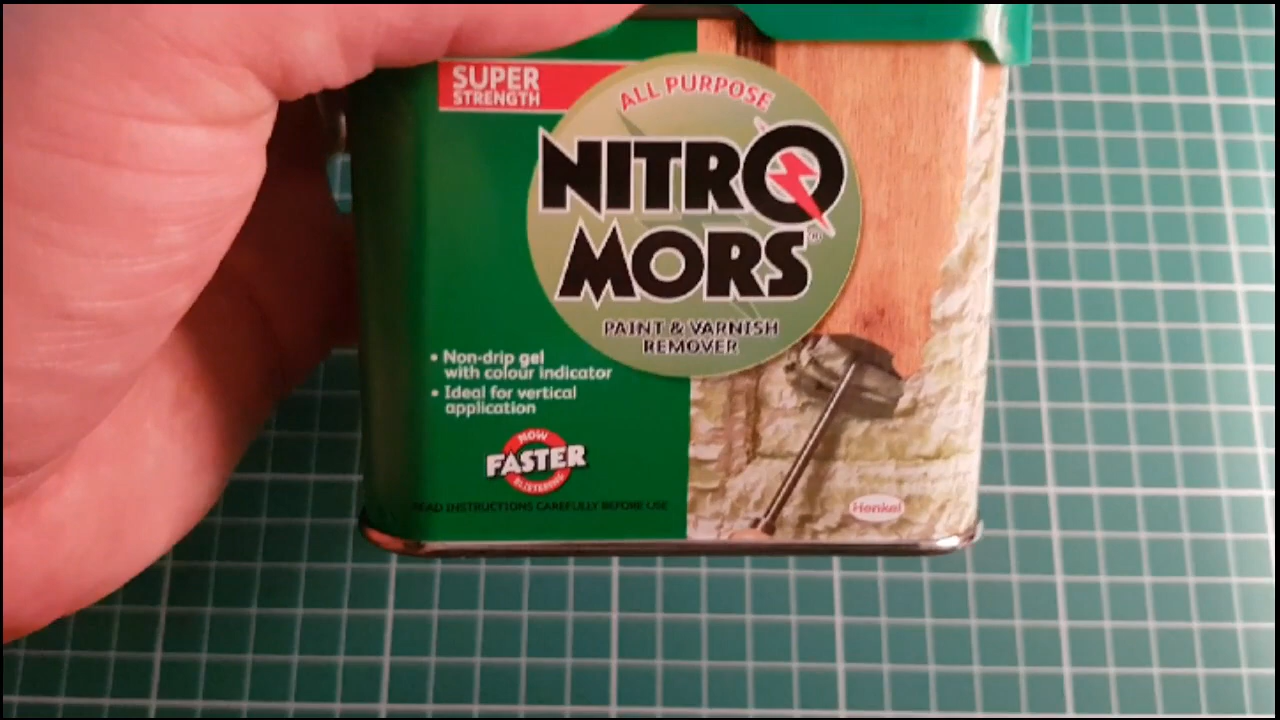 SUPER
STRENGTH
ALL PURPOSE
NITRO
MORS®
PAINT & VARNISH
REMOVER
• Non-drip gel
with colour indicator
• Ideal for vertical
application
NOW
FASTER
BLISTERING
READ INSTRUCTIONS CAREFULLY BEFORE USE
Henkel